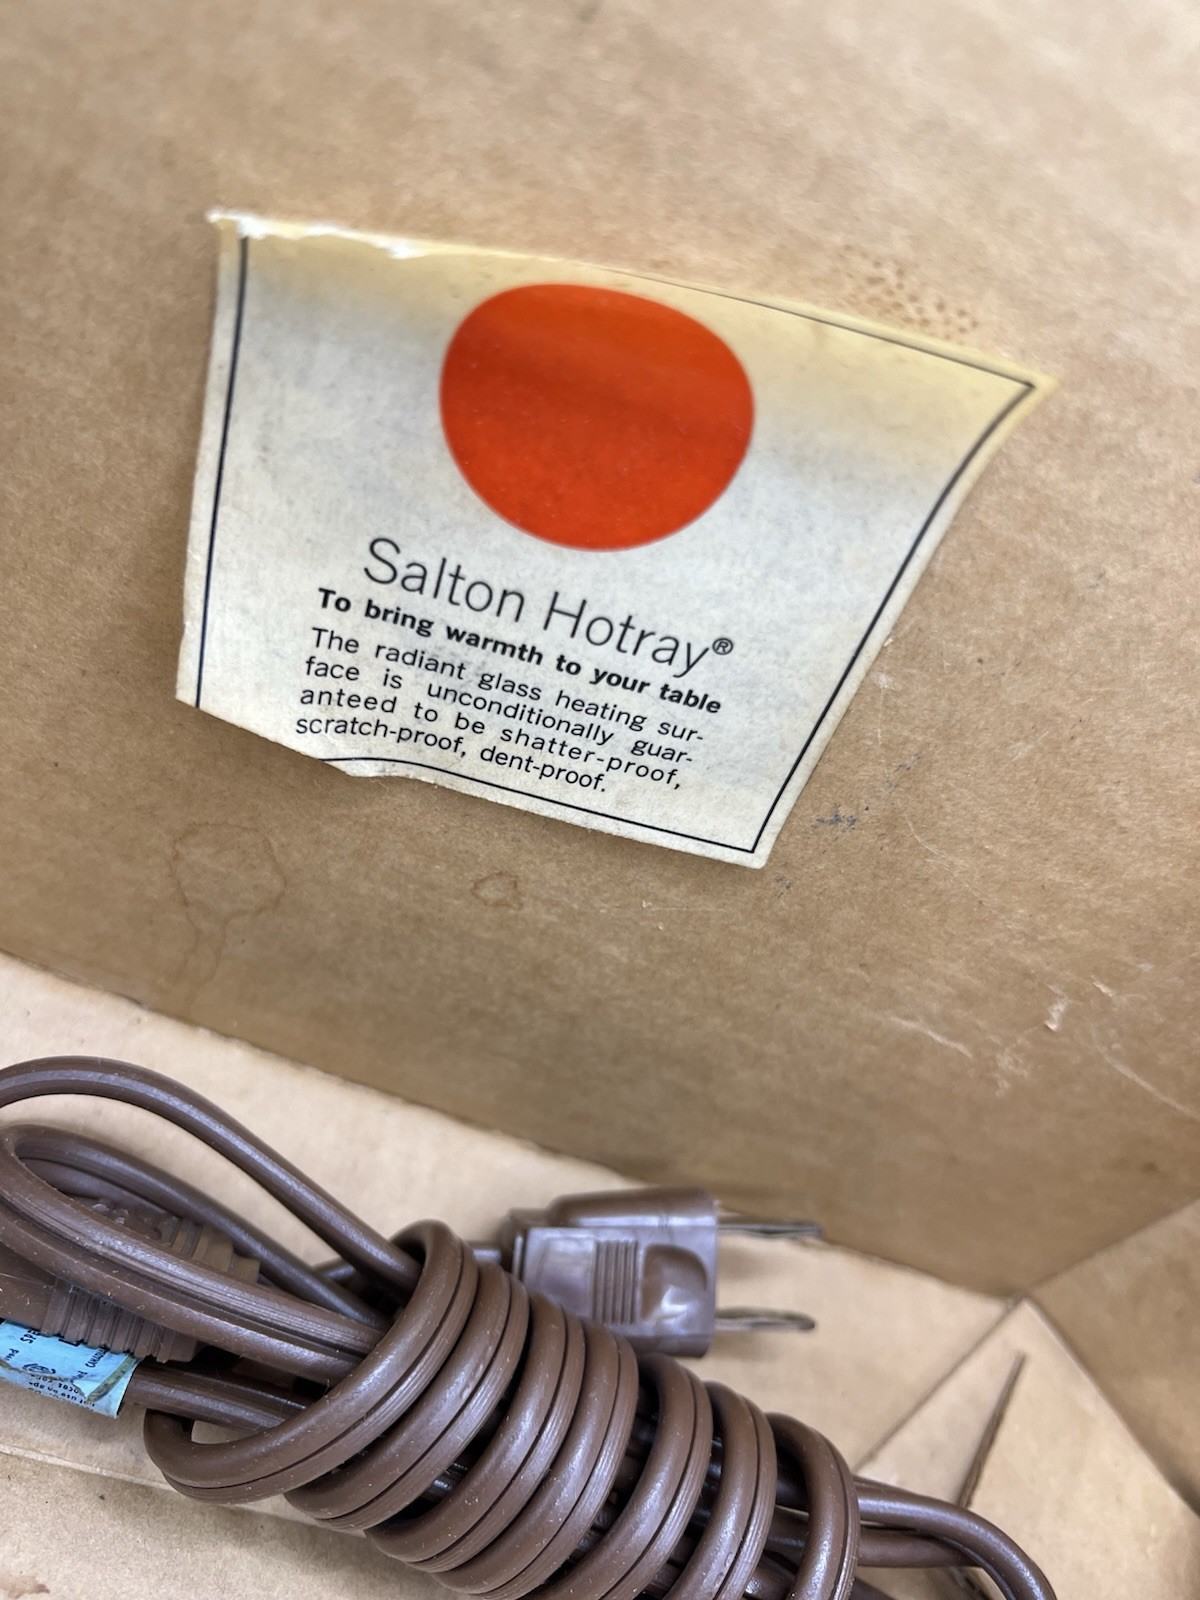 Salton Hotray®
To bring warmth to your table
The radiant glass heating sur-
face is unconditionally guar-
anteed to be shatter-proof,
scratch-proof, dent-proof.